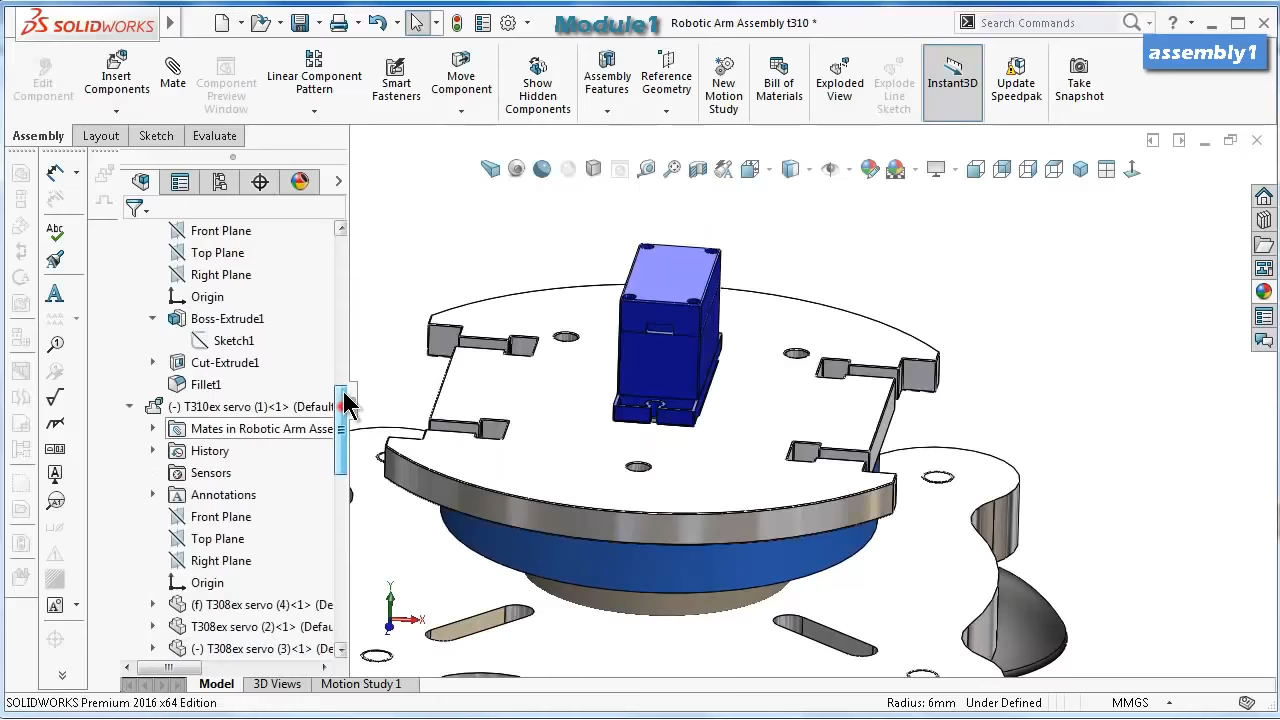 SOLIDWORKS
Module1
Robotic Arm Assembly t310 *
Search Commands
assembly1
Edit Component
Insert Components
Mate
Component Preview Window
Linear Component Pattern
Smart Fasteners
Move Component
Show Hidden Components
Assembly Features
Reference Geometry
New Motion Study
Bill of Materials
Exploded View
Explode Line Sketch
Instant3D
Update Speedpak
Take Snapshot
Assembly
Layout
Sketch
Evaluate
Front Plane
Top Plane
Right Plane
Origin
Boss-Extrude1
Sketch1
Cut-Extrude1
Fillet1
(-) T310ex servo (1)<1> (Default
Mates in Robotic Arm Asse
History
Sensors
Annotations
Front Plane
Top Plane
Right Plane
Origin
(f) T308ex servo (4)<1> (De
T308ex servo (2)<1> (Defau
(-) T308ex servo (3)<1> (De
Y
X
Z
Model
3D Views
Motion Study 1
SOLIDWORKS Premium 2016 x64 Edition
Radius: 6mm
Under Defined
MMGS